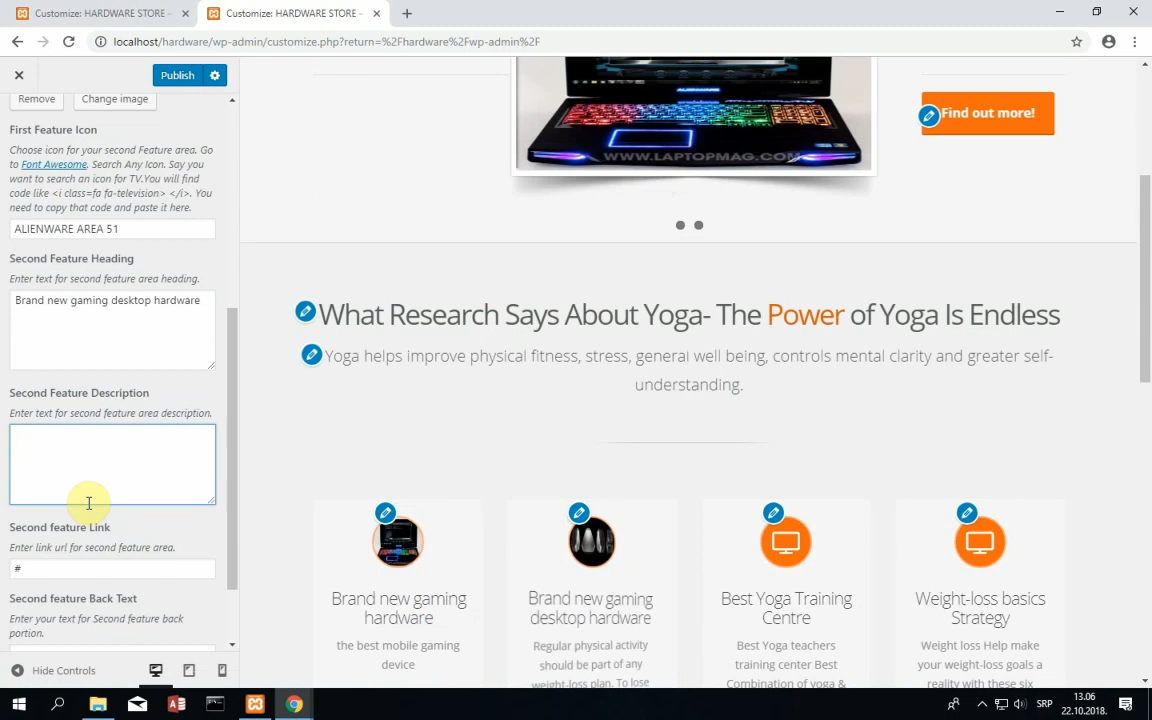 Customize: HARDWARE STORE –
Customize: HARDWARE STORE –
localhost/hardware/wp-admin/customize.php?return=%2Fhardware%2Fwp-admin%2F
Publish
Remove
Change image
First Feature Icon
Choose icon for your second Feature area. Go
to Font Awesome. Search Any Icon. Say you
want to search an icon for TV.You will find
code like <i class=fa fa-television> </i>. You
need to copy that code and paste it here.
ALIENWARE AREA 51
Second Feature Heading
Enter text for second feature area heading.
Brand new gaming desktop hardware
Second Feature Description
Enter text for second feature area description.
Second feature Link
Enter link url for second feature area.
#
Second feature Back Text
Enter your text for Second feature back
portion.
Hide Controls
ALIENWARE
WWW.LAPTOPMAG.COM
Find out more!
What Research Says About Yoga- The Power of Yoga Is Endless
Yoga helps improve physical fitness, stress, general well being, controls mental clarity and greater self-
understanding.
Brand new gaming
hardware
the best mobile gaming
device
Brand new gaming
desktop hardware
Regular physical activity
should be part of any
weight-loss plan. To lose
Best Yoga Training
Centre
Best Yoga teachers
training center Best
Combination of yoga &
Weight-loss basics
Strategy
Weight loss Help make
your weight-loss goals a
reality with these six
SRP
13.06
22.10.2018.